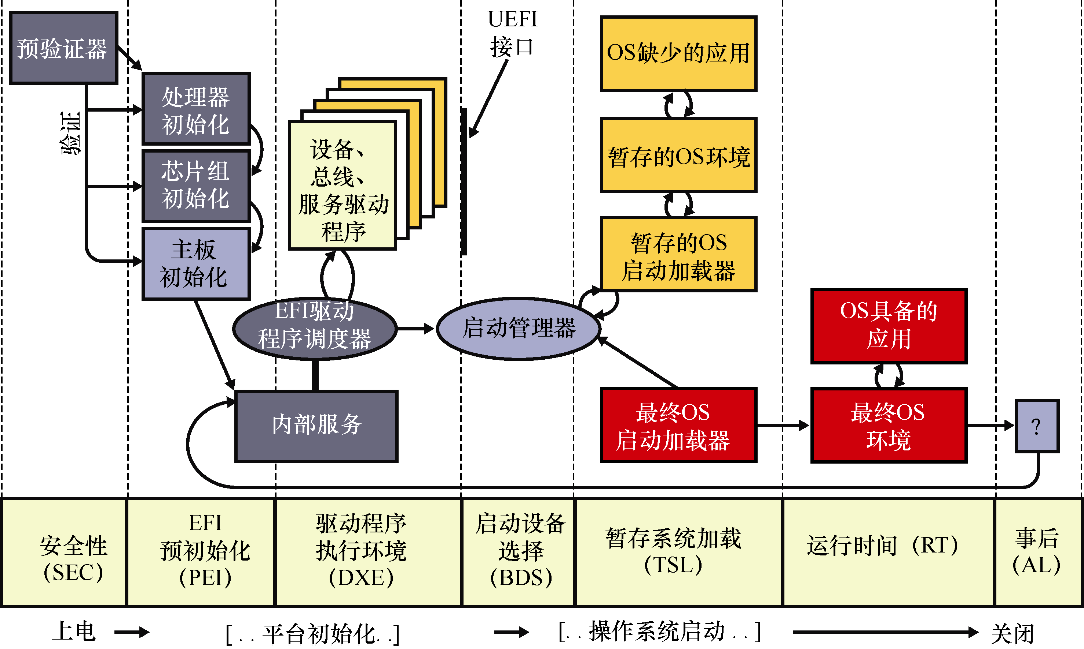 预验证器
验证
处理器
初始化
芯片组
初始化
主板
初始化
设备、
总线、
服务驱动
程序
EFI驱动
程序调度器
内部服务
UEFI
接口
启动管理器
OS缺少的应用
暂存的OS环境
暂存的OS
启动加载器
最终OS
启动加载器
OS具备的
应用
最终OS
环境
?
安全性
(SEC)
EFI
预初始化
(PEI)
驱动程序
执行环境
(DXE)
启动设备
选择
(BDS)
暂存系统加载
(TSL)
运行时间(RT)
事后
(AL)
上电
[..平台初始化..]
[..操作系统启动..]
关闭